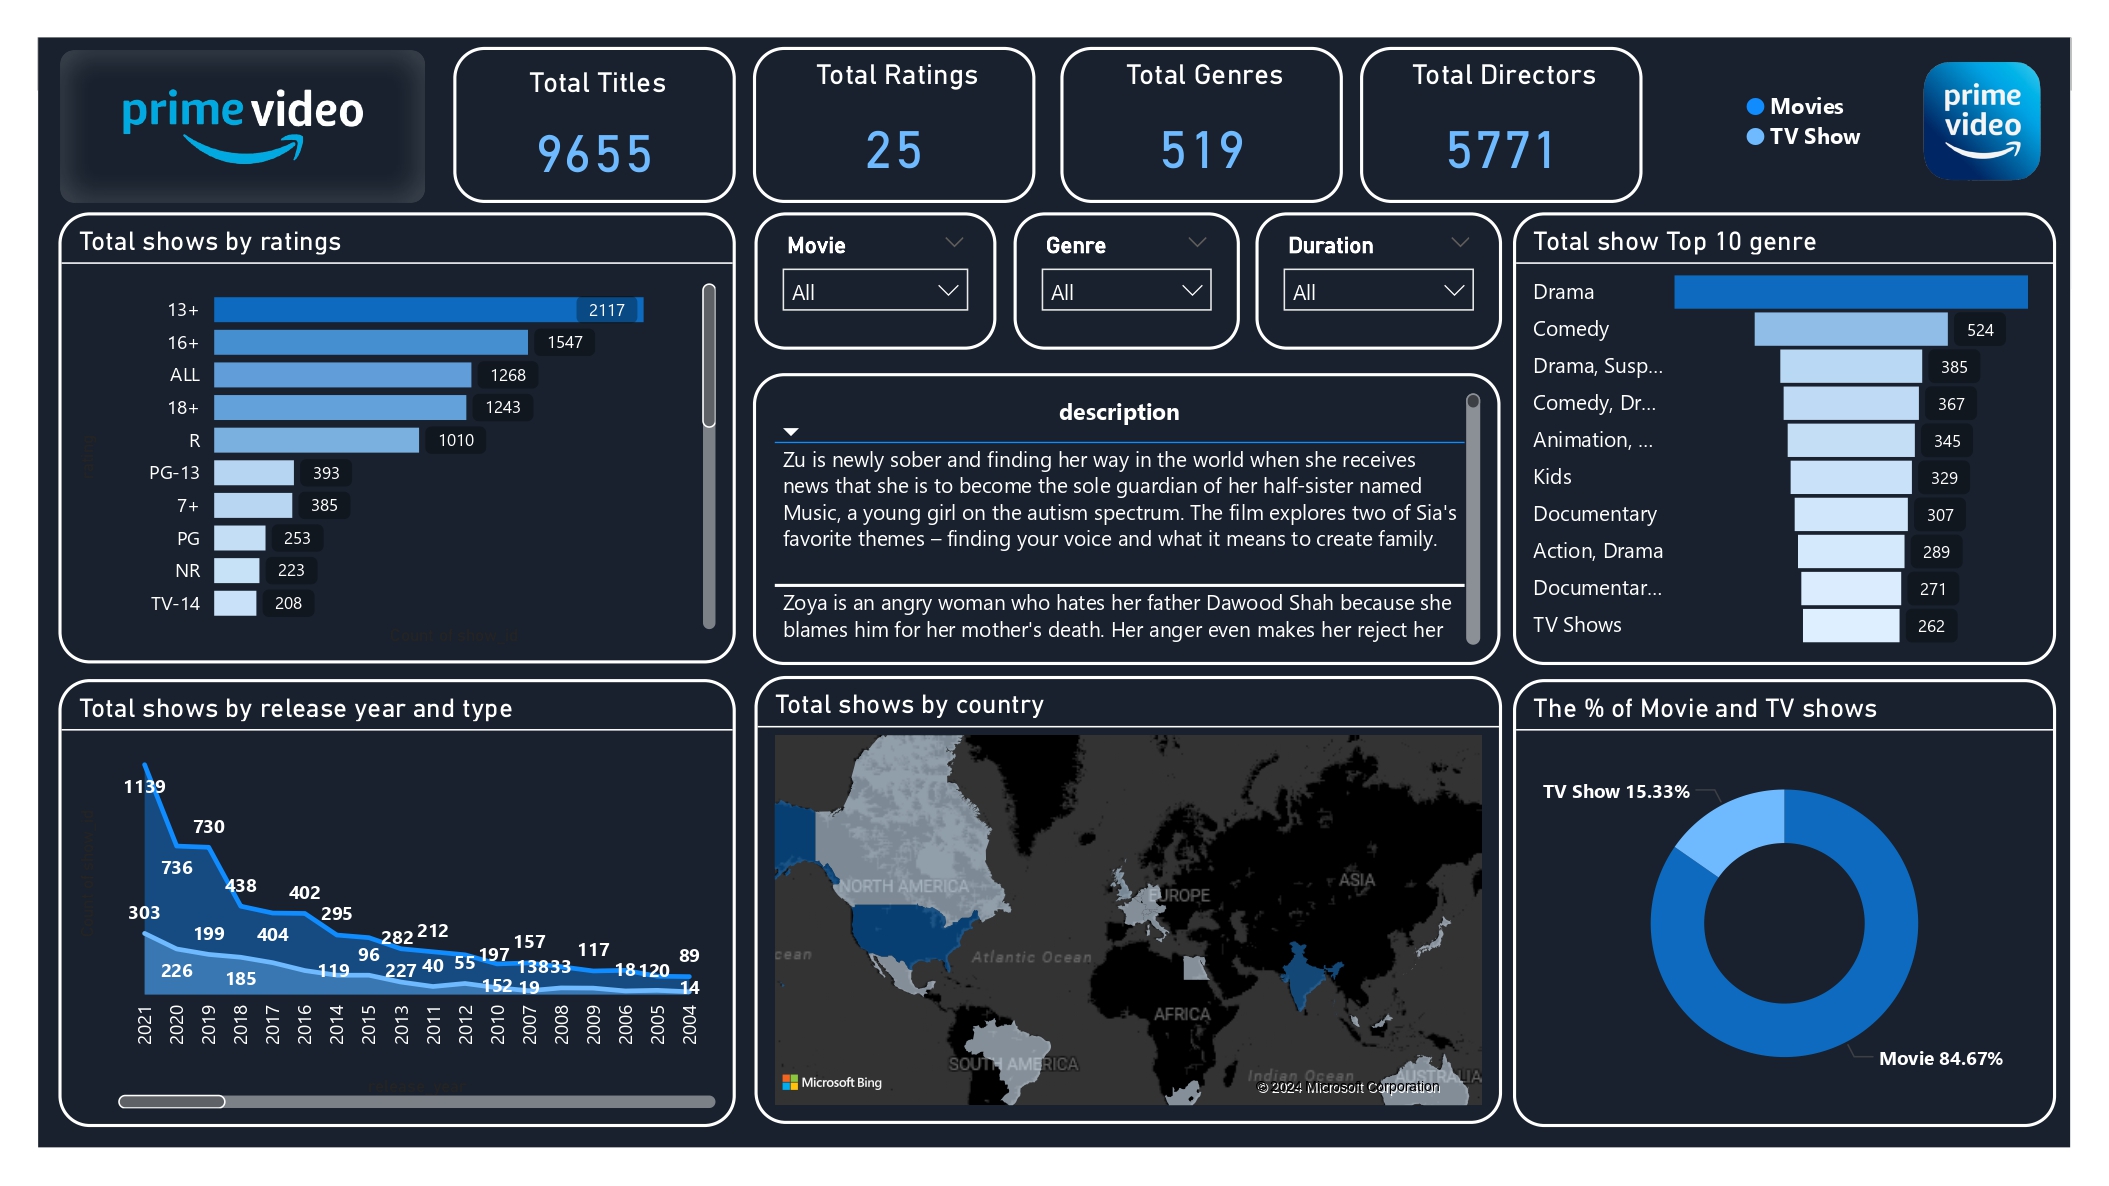 prime video
Total Titles
9655
Total Ratings
25
Total Genres
519
Total Directors
5771
Movies
TV Show
prime
video
Total shows by ratings
13+ 2117
16+ 1547
ALL 1268
18+ 1243
R 1010
PG-13 393
7+ 385
PG 253
NR 223
TV-14 208
Count of show_id
Movie
All
Genre
All
Duration
All
description
Zu is newly sober and finding her way in the world when she receives
news that she is to become the sole guardian of her half-sister named
Music, a young girl on the autism spectrum. The film explores two of Sia's
favorite themes – finding your voice and what it means to create family.
Zoya is an angry woman who hates her father Dawood Shah because she
blames him for her mother's death. Her anger even makes her reject her
Total show Top 10 genre
Drama
Comedy 524
Drama, Susp... 385
Comedy, Dr... 367
Animation, ... 345
Kids 329
Documentary 307
Action, Drama 289
Documentar... 271
TV Shows 262
Total shows by release year and type
Count of show_id
1139
736
730
438
404
402
295
282
212
197
157
117
89
303
226
199
185
119
96
227
40
55
152
19
138
33
18
120
14
2021 2020 2019 2018 2017 2016 2014 2015 2013 2011 2012 2010 2007 2008 2009 2006 2005 2004
release_year
Total shows by country
NORTH AMERICA
EUROPE
ASIA
cean
Atlantic Ocean
AFRICA
SOUTH AMERICA
Indian Ocean
AUSTRALIA
Microsoft Bing
© 2024 Microsoft Corporation
The % of Movie and TV shows
TV Show 15.33%
Movie 84.67%